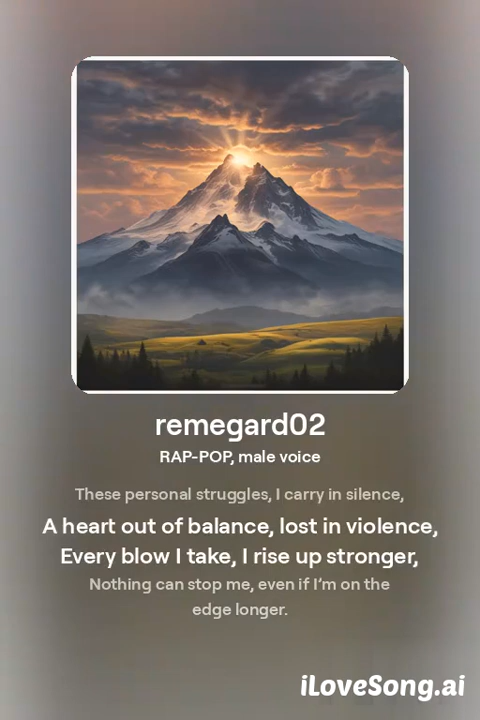 remegard02
RAP-POP, male voice
These personal struggles, I carry in silence,
A heart out of balance, lost in violence,
Every blow I take, I rise up stronger,
Nothing can stop me, even if I’m on the
edge longer.
iLoveSong.ai